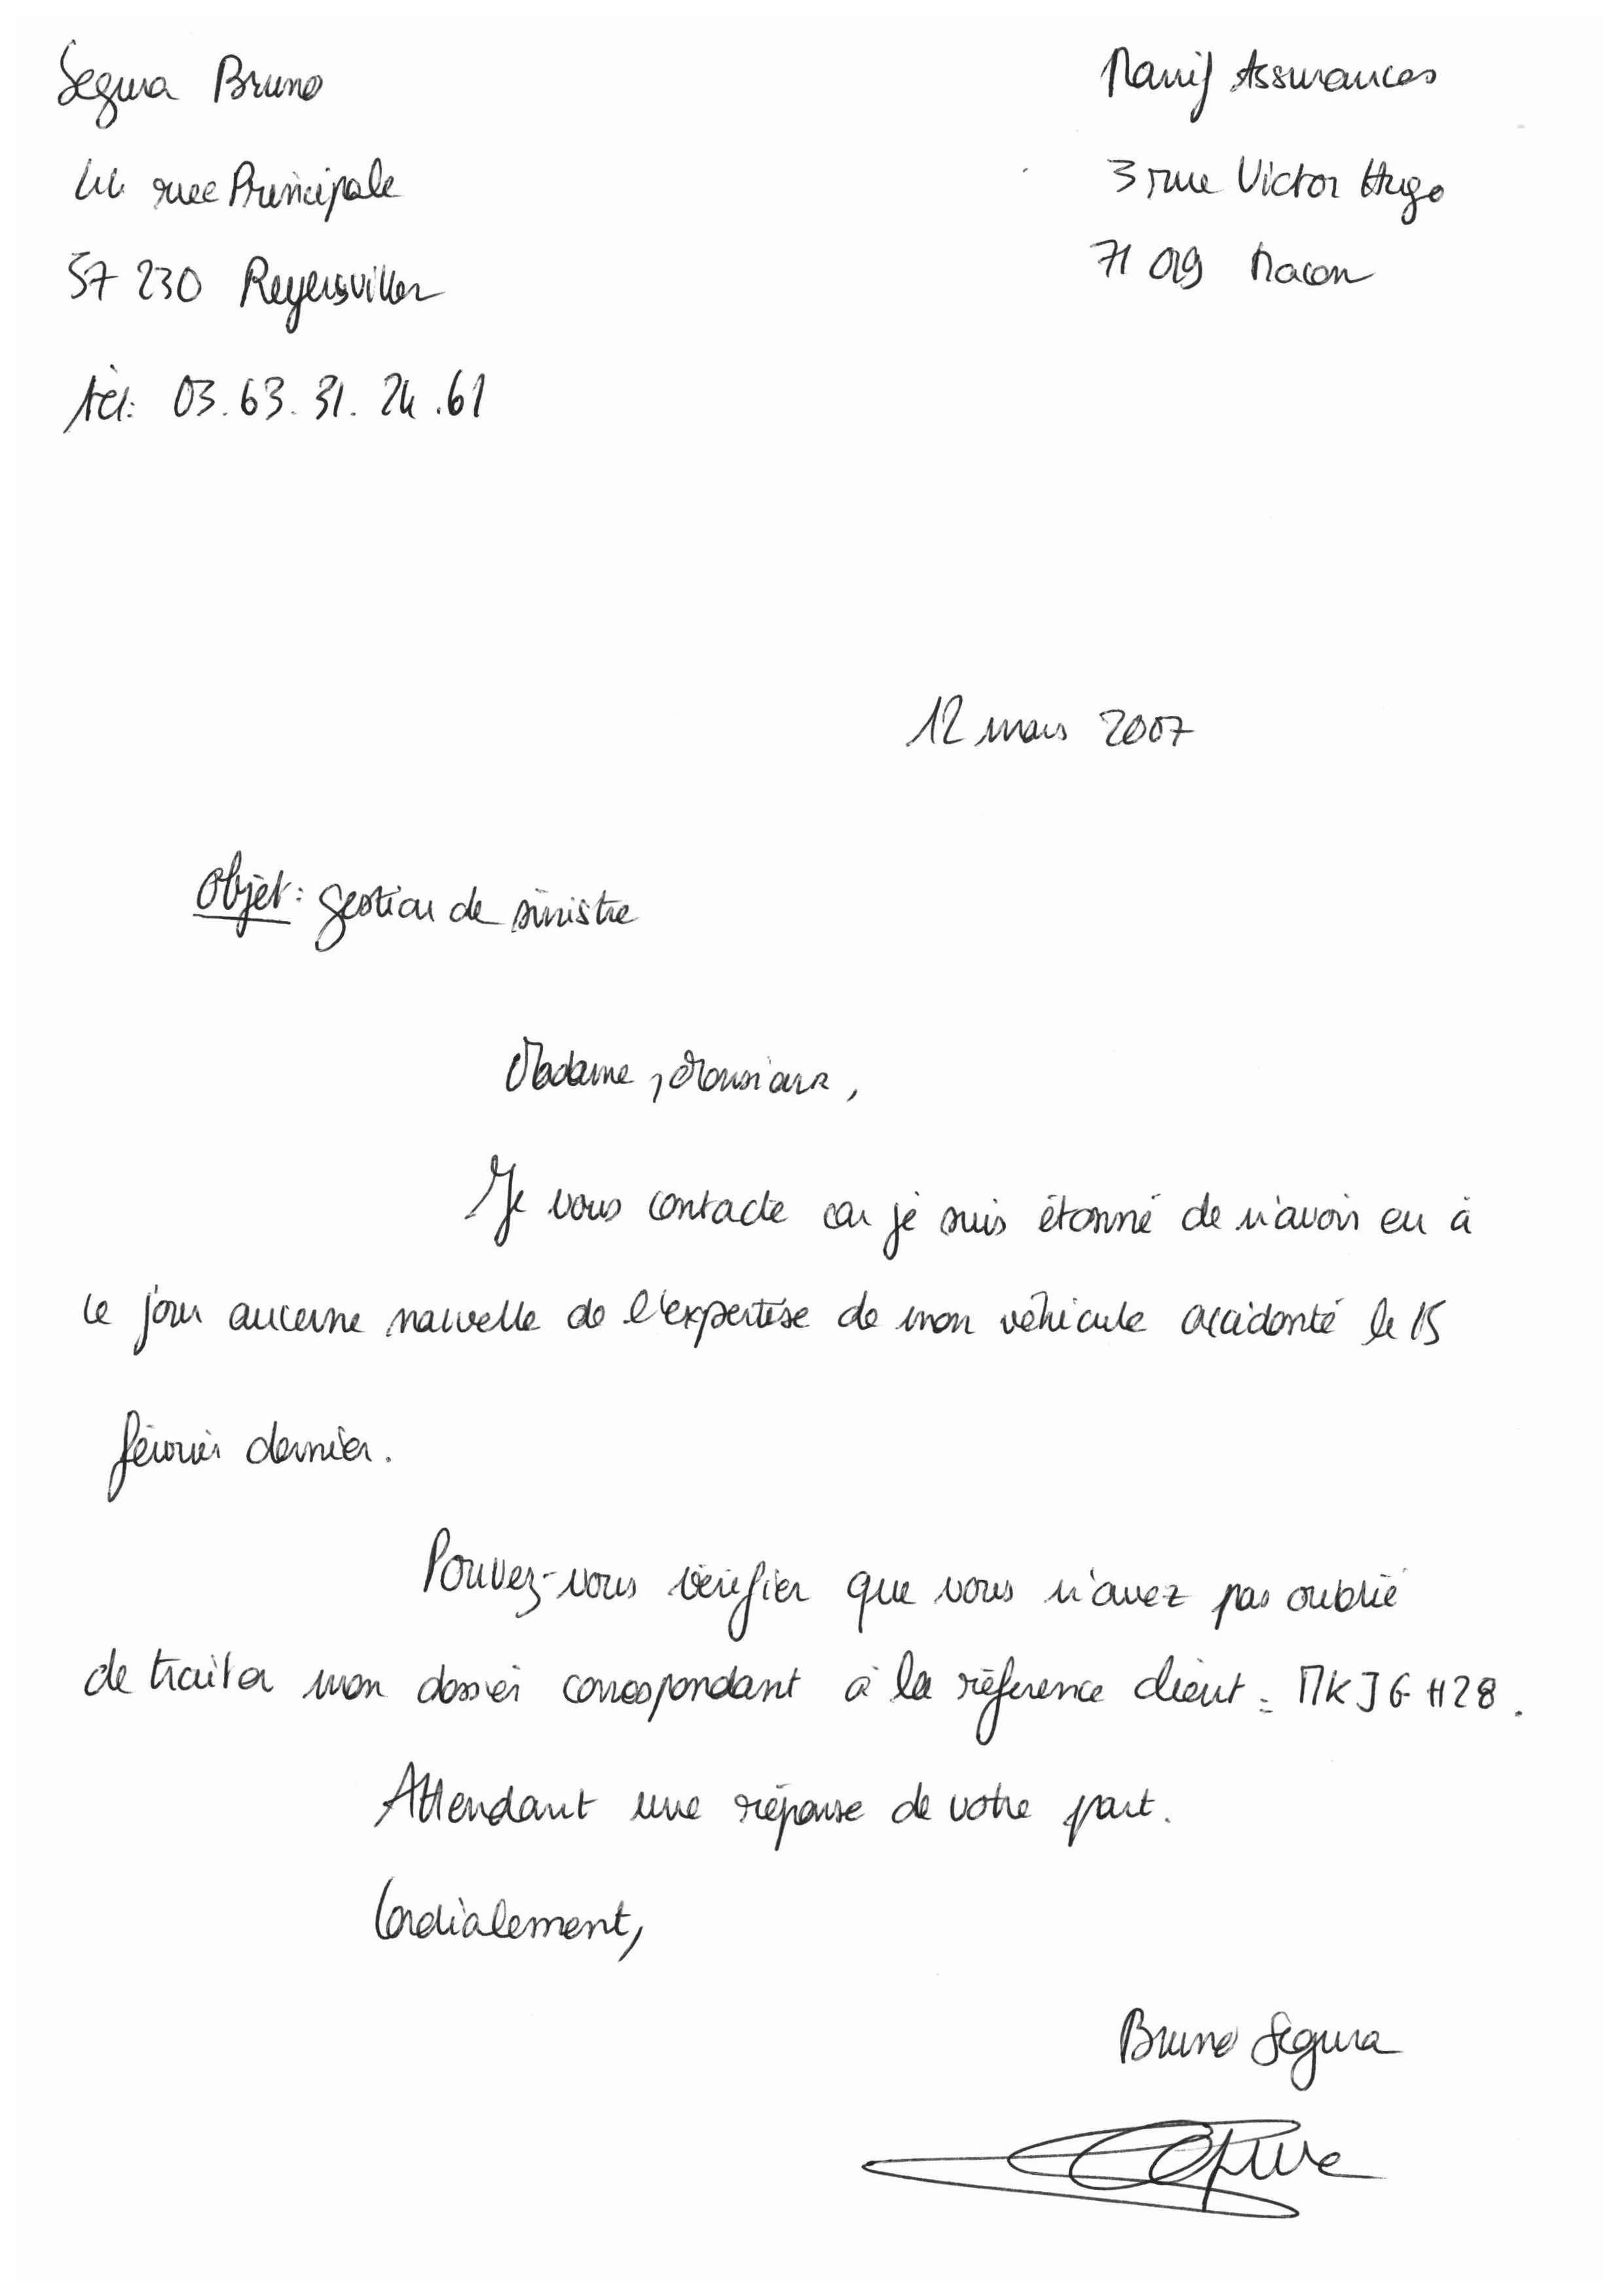 Segura Bruno
44 rue Principale
57 230 Reyersviller
tél: 03.63.31.24.61
Manif Assurances
3 rue Victor Hugo
71 019 Macon
12 mars 2007
Objet: gestion de sinistre
Madame, Monsieur,
Je vous contacte car je suis étonné de n'avoir eu à
ce jour aucune nouvelle de l'expertise de mon véhicule accidenté le 15
février dernier.
Pouvez-vous vérifier que vous n'avez pas oublié
de traiter mon dossier correspondant à la référence client : MKJGH28.
Attendant une réponse de votre part.
Cordialement,
Bruno Segura